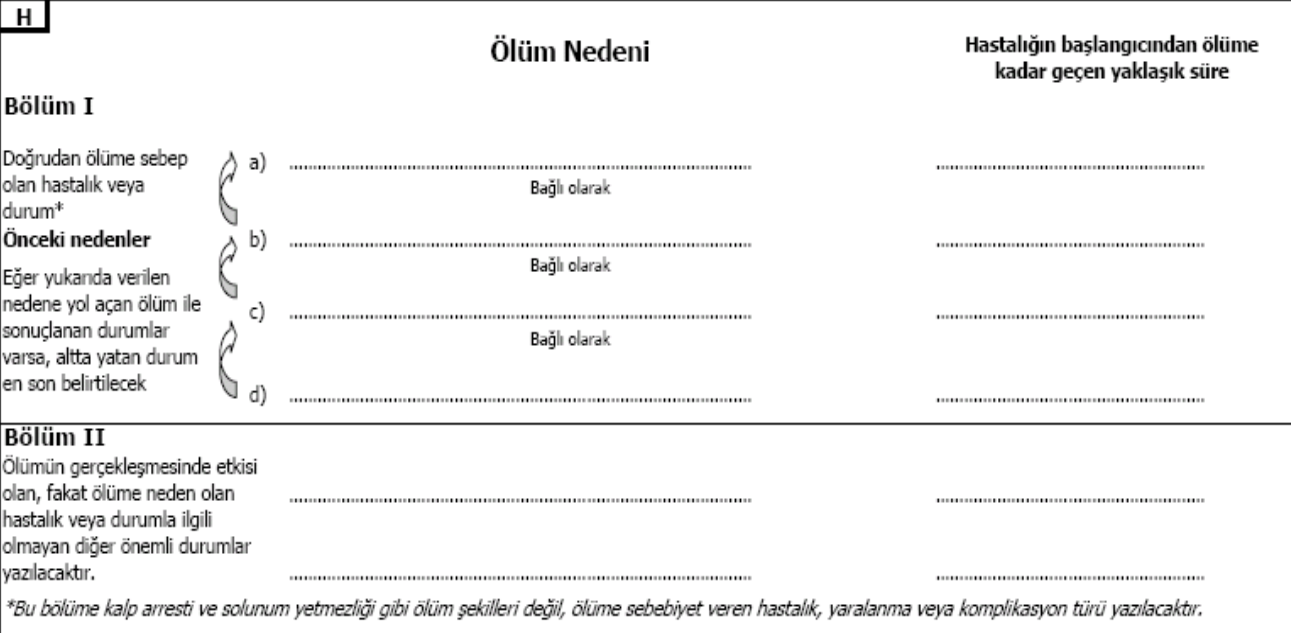 H
Ölüm Nedeni
Hastalığın başlangıcından ölüme
kadar geçen yaklaşık süre
Bölüm I
Doğrudan ölüme sebep
olan hastalık veya
durum*
a) ........................................
Bağlı olarak
Önceki nedenler
b) ........................................
Bağlı olarak
Eğer yukarıda verilen
nedene yol açan ölüm ile
sonuçlanan durumlar
varsa, altta yatan durum
en son belirtilecek
c) ........................................
Bağlı olarak
d) ........................................
Bölüm II
Ölümün gerçekleşmesinde etkisi
olan, fakat ölüme neden olan
hastalık veya durumla ilgili
olmayan diğer önemli durumlar
yazılacaktır.
*Bu bölüme kalp arresti ve solunum yetmezliği gibi ölüm şekilleri değil, ölüme sebebiyet veren hastalık, yaralanma veya komplikasyon türü yazılacaktır.